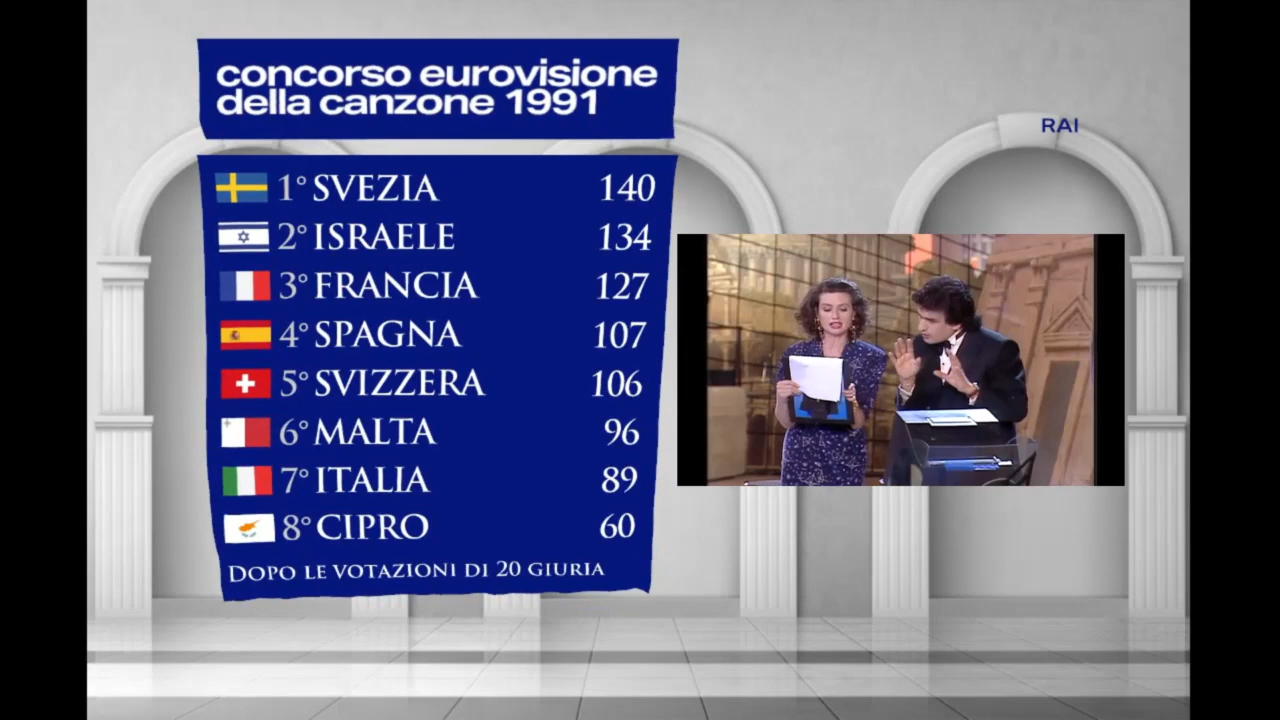 concorso eurovisione
della canzone 1991
RAI
1° SVEZIA 140
2° ISRAELE 134
3° FRANCIA 127
4° SPAGNA 107
5° SVIZZERA 106
6° MALTA 96
7° ITALIA 89
8° CIPRO 60
DOPO LE VOTAZIONI DI 20 GIURIA